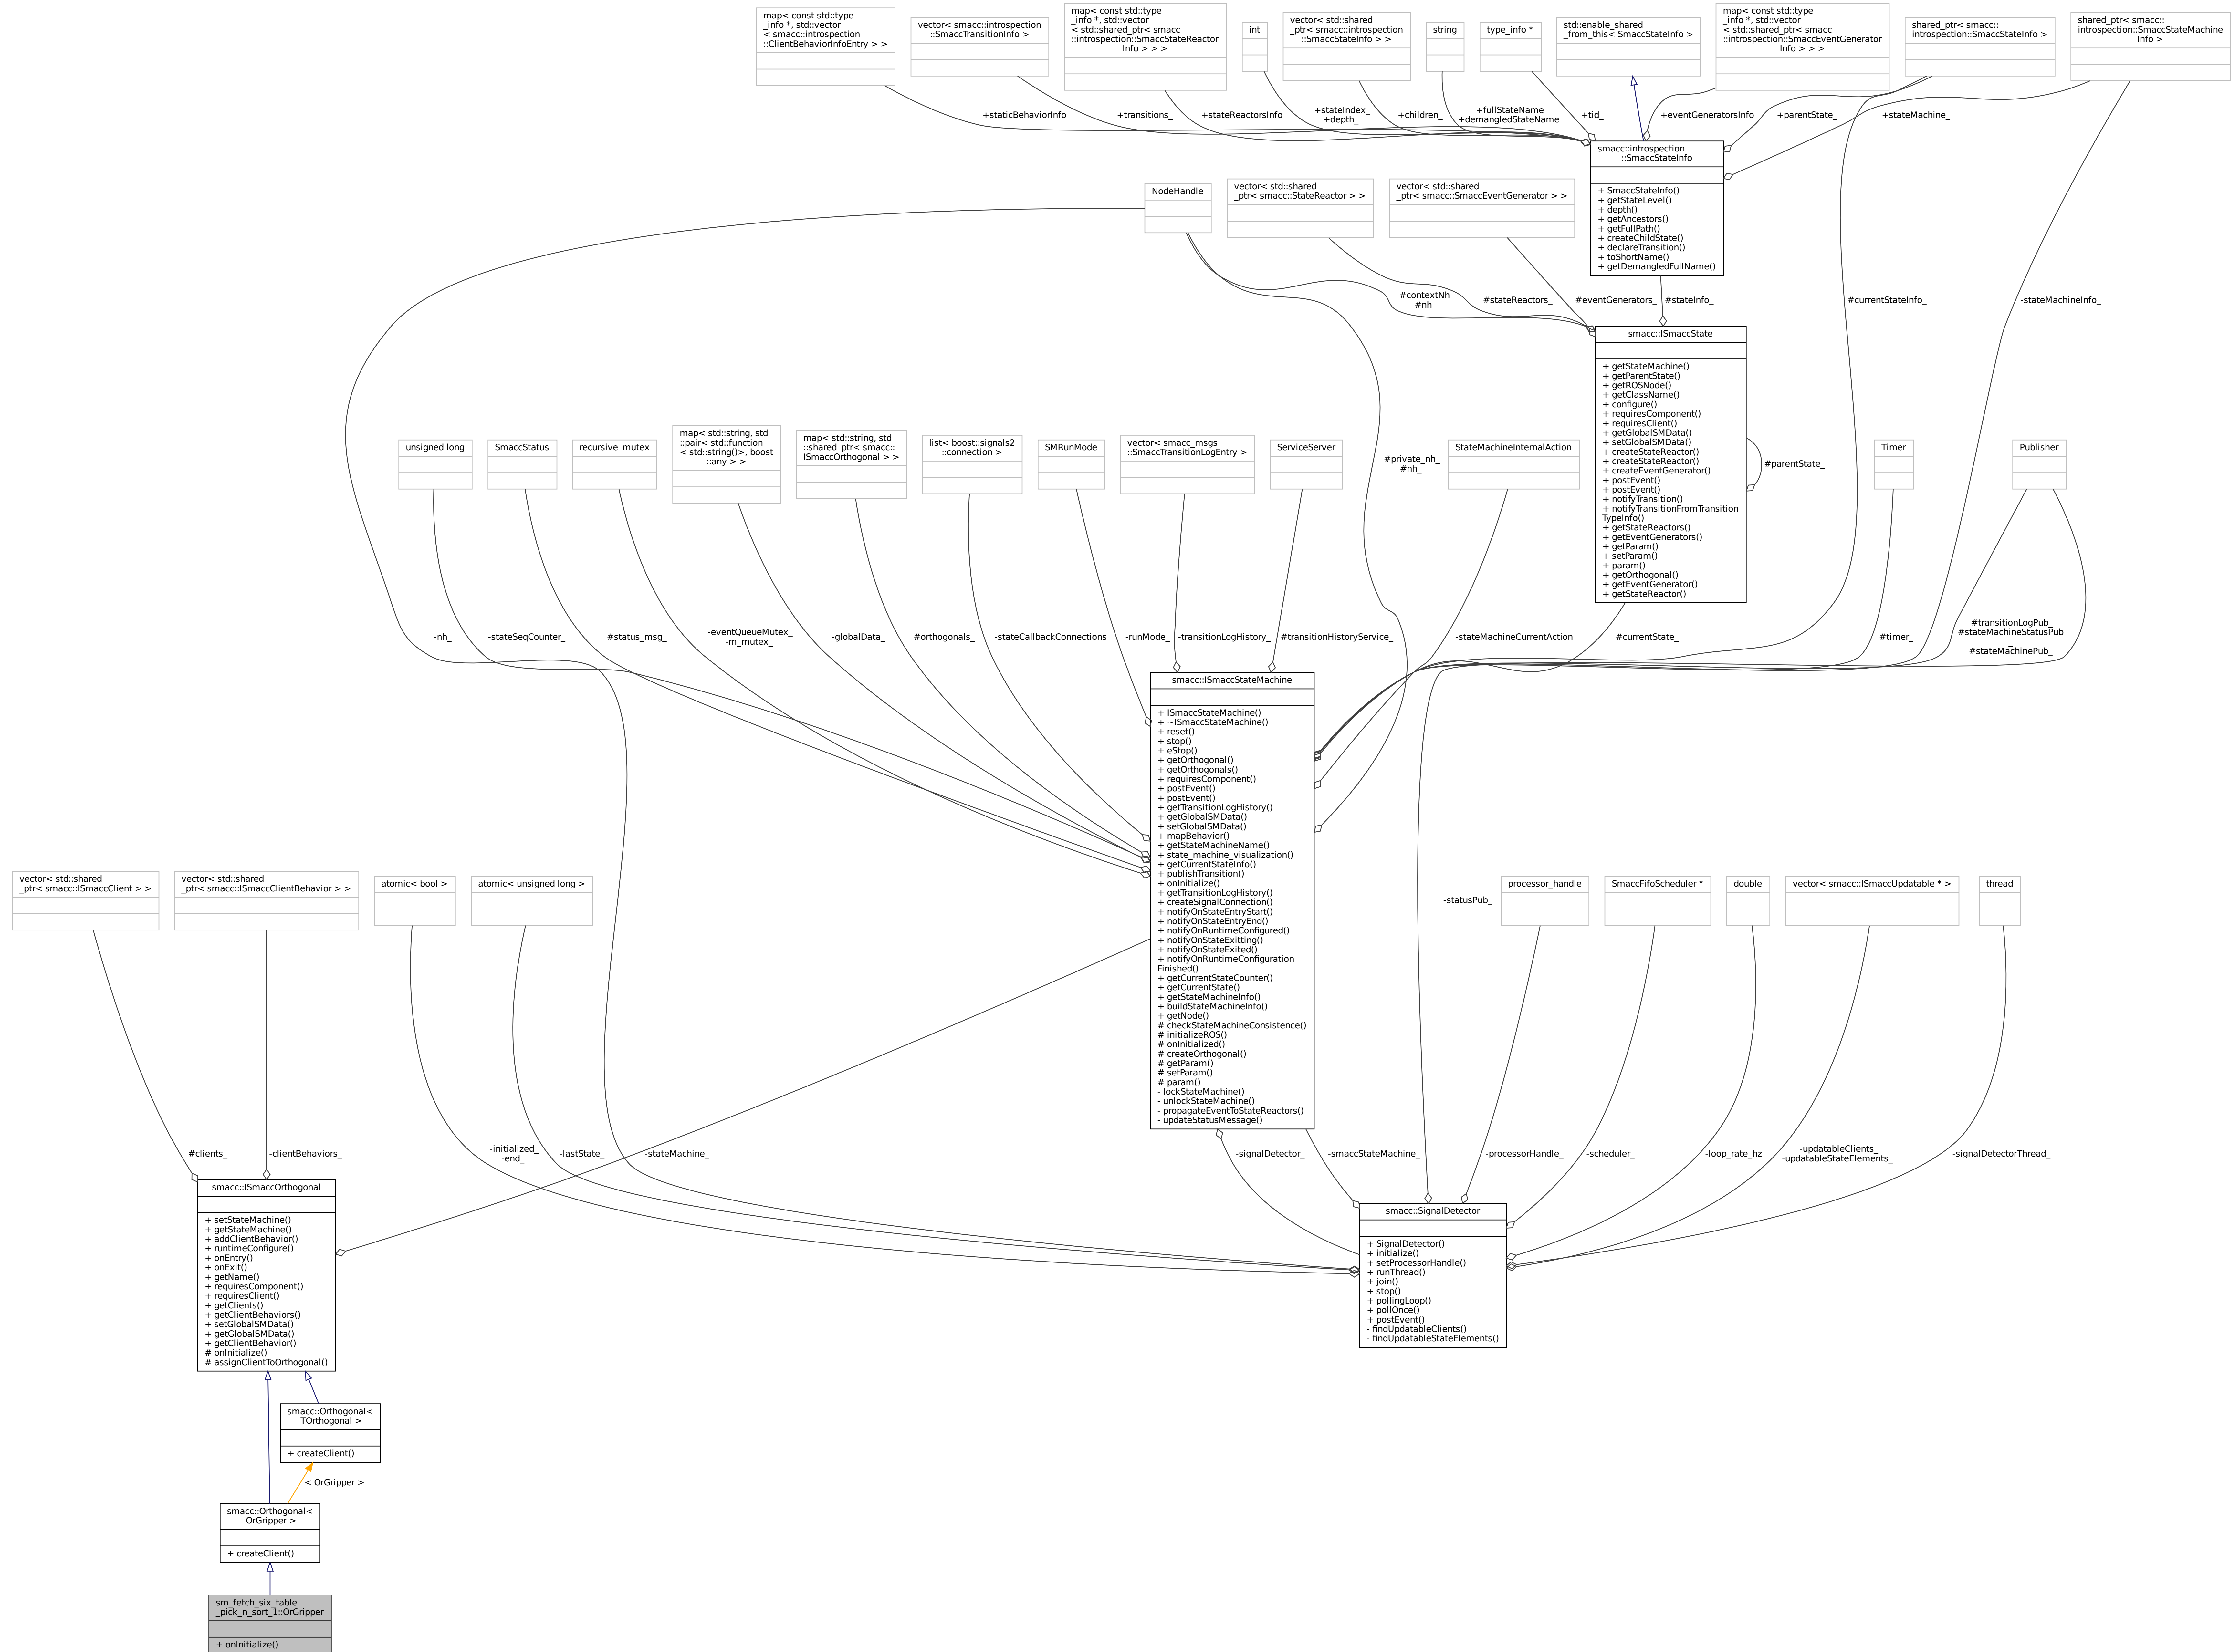 map< const std::type
_info *, std::vector
< smacc::introspection
::ClientBehaviorInfoEntry > >
vector< smacc::introspection
::SmaccTransitionInfo >
map< const std::type
_info *, std::vector
< std::shared_ptr< smacc
::introspection::SmaccStateReactor
Info > > >
int
vector< std::shared
_ptr< smacc::introspection
::SmaccStateInfo > >
string
type_info *
std::enable_shared
_from_this< SmaccStateInfo >
map< const std::type
_info *, std::vector
< std::shared_ptr< smacc
::introspection::SmaccEventGenerator
Info > > >
shared_ptr< smacc::
introspection::SmaccStateInfo >
shared_ptr< smacc::
introspection::SmaccStateMachine
Info >
+staticBehaviorInfo
+transitions_
+stateReactorsInfo
+stateIndex_
+depth_
+children_
+fullStateName
+demangledStateName
+tid_
+eventGeneratorsInfo
+parentState_
+stateMachine_
smacc::introspection
::SmaccStateInfo
+ SmaccStateInfo()
+ getStateLevel()
+ depth()
+ getAncestors()
+ getFullPath()
+ createChildState()
+ declareTransition()
+ toShortName()
+ getDemangledFullName()
NodeHandle
vector< std::shared
_ptr< smacc::StateReactor > >
vector< std::shared
_ptr< smacc::SmaccEventGenerator > >
#contextNh
#nh
#stateReactors_
#eventGenerators_
#stateInfo_
#currentStateInfo_
-stateMachineInfo_
smacc::ISmaccState
+ getStateMachine()
+ getParentState()
+ getROSNode()
+ getClassName()
+ configure()
+ requiresComponent()
+ requiresClient()
+ getGlobalSMData()
+ setGlobalSMData()
+ createStateReactor()
+ createStateReactor()
+ createEventGenerator()
+ postEvent()
+ postEvent()
+ notifyTransition()
+ notifyTransitionFromTransition
TypeInfo()
+ getStateReactors()
+ getEventGenerators()
+ getParam()
+ setParam()
+ param()
+ getOrthogonal()
+ getEventGenerator()
+ getStateReactor()
#parentState_
unsigned long
SmaccStatus
recursive_mutex
map< std::string, std
::pair< std::function
< std::string()>, boost
::any > >
map< std::string, std
::shared_ptr< smacc::
ISmaccOrthogonal > >
list< boost::signals2
::connection >
SMRunMode
vector< smacc_msgs
::SmaccTransitionLogEntry >
ServiceServer
#private_nh_
#nh_
StateMachineInternalAction
Timer
Publisher
-nh_
-stateSeqCounter_
#status_msg_
-eventQueueMutex_
-m_mutex_
-globalData_
#orthogonals_
-stateCallbackConnections
-runMode_
-transitionLogHistory_
#transitionHistoryService_
-stateMachineCurrentAction
#currentState_
#timer_
#transitionLogPub_
#stateMachineStatusPub
_
#stateMachinePub_
smacc::ISmaccStateMachine
+ ISmaccStateMachine()
+ ~ISmaccStateMachine()
+ reset()
+ stop()
+ eStop()
+ getOrthogonal()
+ getOrthogonals()
+ requiresComponent()
+ postEvent()
+ postEvent()
+ getTransitionLogHistory()
+ getGlobalSMData()
+ setGlobalSMData()
+ mapBehavior()
+ getStateMachineName()
+ state_machine_visualization()
+ getCurrentStateInfo()
+ publishTransition()
+ onInitialize()
+ getTransitionLogHistory()
+ createSignalConnection()
+ notifyOnStateEntryStart()
+ notifyOnStateEntryEnd()
+ notifyOnRuntimeConfigured()
+ notifyOnStateExitting()
+ notifyOnStateExited()
+ notifyOnRuntimeConfiguration
Finished()
+ getCurrentStateCounter()
+ getCurrentState()
+ getStateMachineInfo()
+ buildStateMachineInfo()
+ getNode()
# checkStateMachineConsistence()
# initializeROS()
# onInitialized()
# createOrthogonal()
# getParam()
# setParam()
# param()
- lockStateMachine()
- unlockStateMachine()
- propagateEventToStateReactors()
- updateStatusMessage()
vector< std::shared
_ptr< smacc::ISmaccClient > >
vector< std::shared
_ptr< smacc::ISmaccClientBehavior > >
atomic< bool >
atomic< unsigned long >
-statusPub_
processor_handle
SmaccFifoScheduler *
double
vector< smacc::ISmaccUpdatable * >
thread
#clients_
-clientBehaviors_
-initialized_
-end_
-lastState_
-stateMachine_
-signalDetector_
-smaccStateMachine_
-processorHandle_
-scheduler_
-loop_rate_hz
-updatableClients_
-updatableStateElements_
-signalDetectorThread_
smacc::ISmaccOrthogonal
+ setStateMachine()
+ getStateMachine()
+ addClientBehavior()
+ runtimeConfigure()
+ onEntry()
+ onExit()
+ getName()
+ requiresComponent()
+ requiresClient()
+ getClients()
+ getClientBehaviors()
+ setGlobalSMData()
+ getGlobalSMData()
+ getClientBehavior()
# onInitialize()
# assignClientToOrthogonal()
smacc::SignalDetector
+ SignalDetector()
+ initialize()
+ setProcessorHandle()
+ runThread()
+ join()
+ stop()
+ pollingLoop()
+ pollOnce()
+ postEvent()
- findUpdatableClients()
- findUpdatableStateElements()
smacc::Orthogonal<
TOrthogonal >
+ createClient()
< OrGripper >
smacc::Orthogonal<
OrGripper >
+ createClient()
sm_fetch_six_table
_pick_n_sort_1::OrGripper
+ onInitialize()